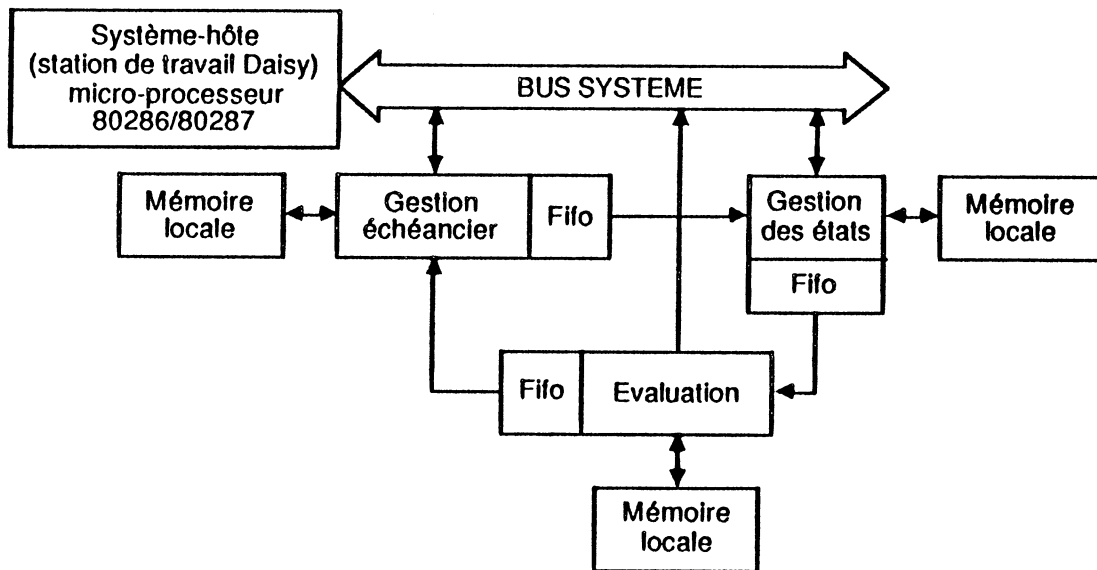 Système-hôte
(station de travail Daisy)
micro-processeur
80286/80287
BUS SYSTEME
Mémoire
locale
Gestion
échéancier
Fifo
Gestion
des états
Fifo
Mémoire
locale
Fifo
Evaluation
Mémoire
locale